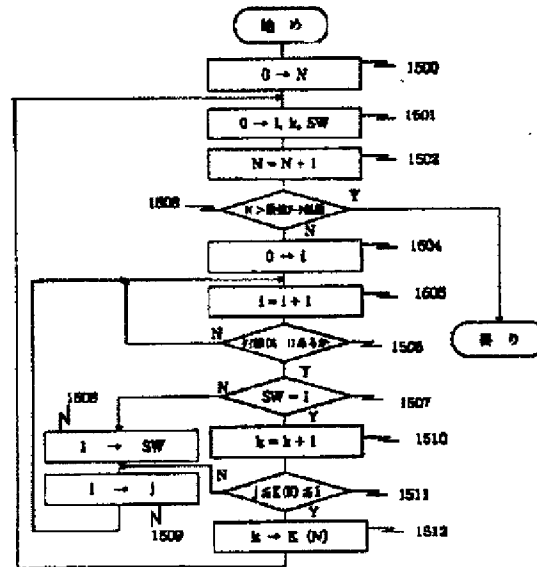 始め
0 → N
1500
0 → i, k, SW
1501
N = N + 1
1502
Y
1503
N
0 → i
1504
i = i + 1
1505
N
1506
Y
N
SW = 1
1507
1508
Y
1 → SW
k = k + 1
1510
N
i → j
j ≦ K(N) ≦ i
1511
1509
Y
k → K (N)
1512